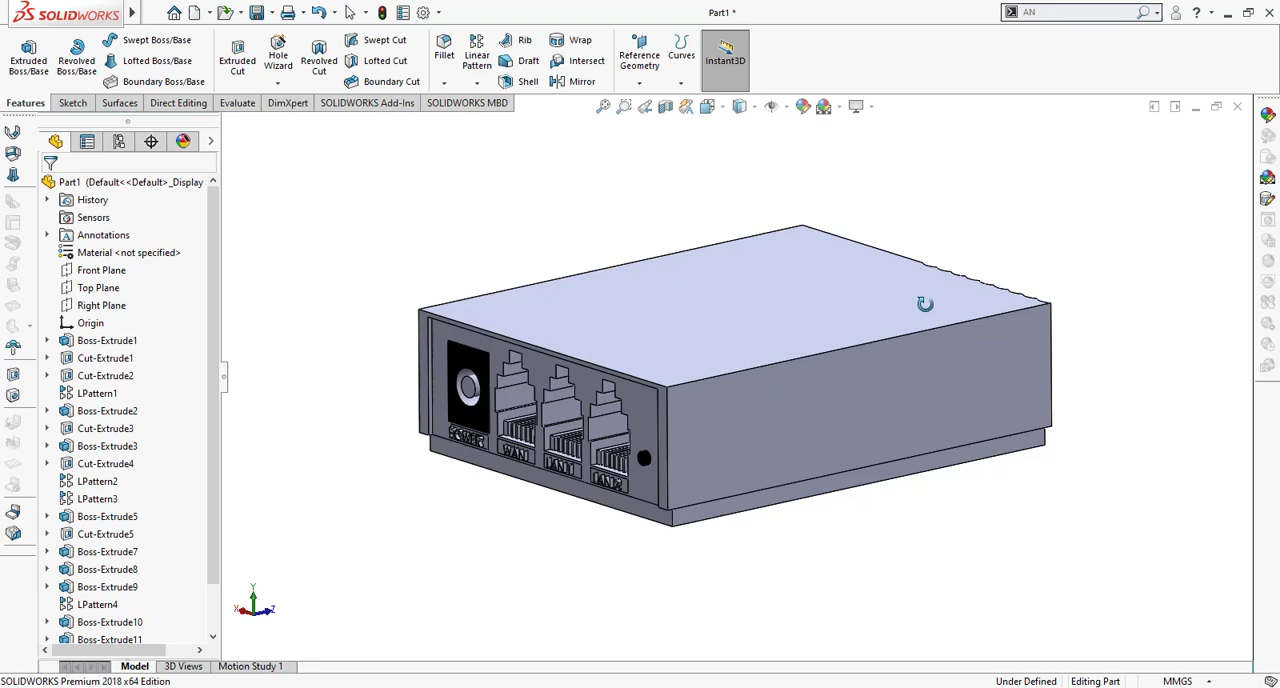 SOLIDWORKS
Part1 *
AN
Extruded Boss/Base
Revolved Boss/Base
Swept Boss/Base
Lofted Boss/Base
Boundary Boss/Base
Extruded Cut
Hole Wizard
Revolved Cut
Swept Cut
Lofted Cut
Boundary Cut
Fillet
Linear Pattern
Rib
Draft
Shell
Wrap
Intersect
Mirror
Reference Geometry
Curves
Instant3D
Features
Sketch
Surfaces
Direct Editing
Evaluate
DimXpert
SOLIDWORKS Add-Ins
SOLIDWORKS MBD
Part1 (Default<<Default>_Display
History
Sensors
Annotations
Material <not specified>
Front Plane
Top Plane
Right Plane
Origin
Boss-Extrude1
Cut-Extrude1
Cut-Extrude2
LPattern1
Boss-Extrude2
Cut-Extrude3
Boss-Extrude3
Cut-Extrude4
LPattern2
LPattern3
Boss-Extrude5
Cut-Extrude5
Boss-Extrude7
Boss-Extrude8
Boss-Extrude9
LPattern4
Boss-Extrude10
Boss-Extrude11
POWER
WAN
LAN1
LAN2
Y
X
Z
Model
3D Views
Motion Study 1
SOLIDWORKS Premium 2018 x64 Edition
Under Defined
Editing Part
MMGS